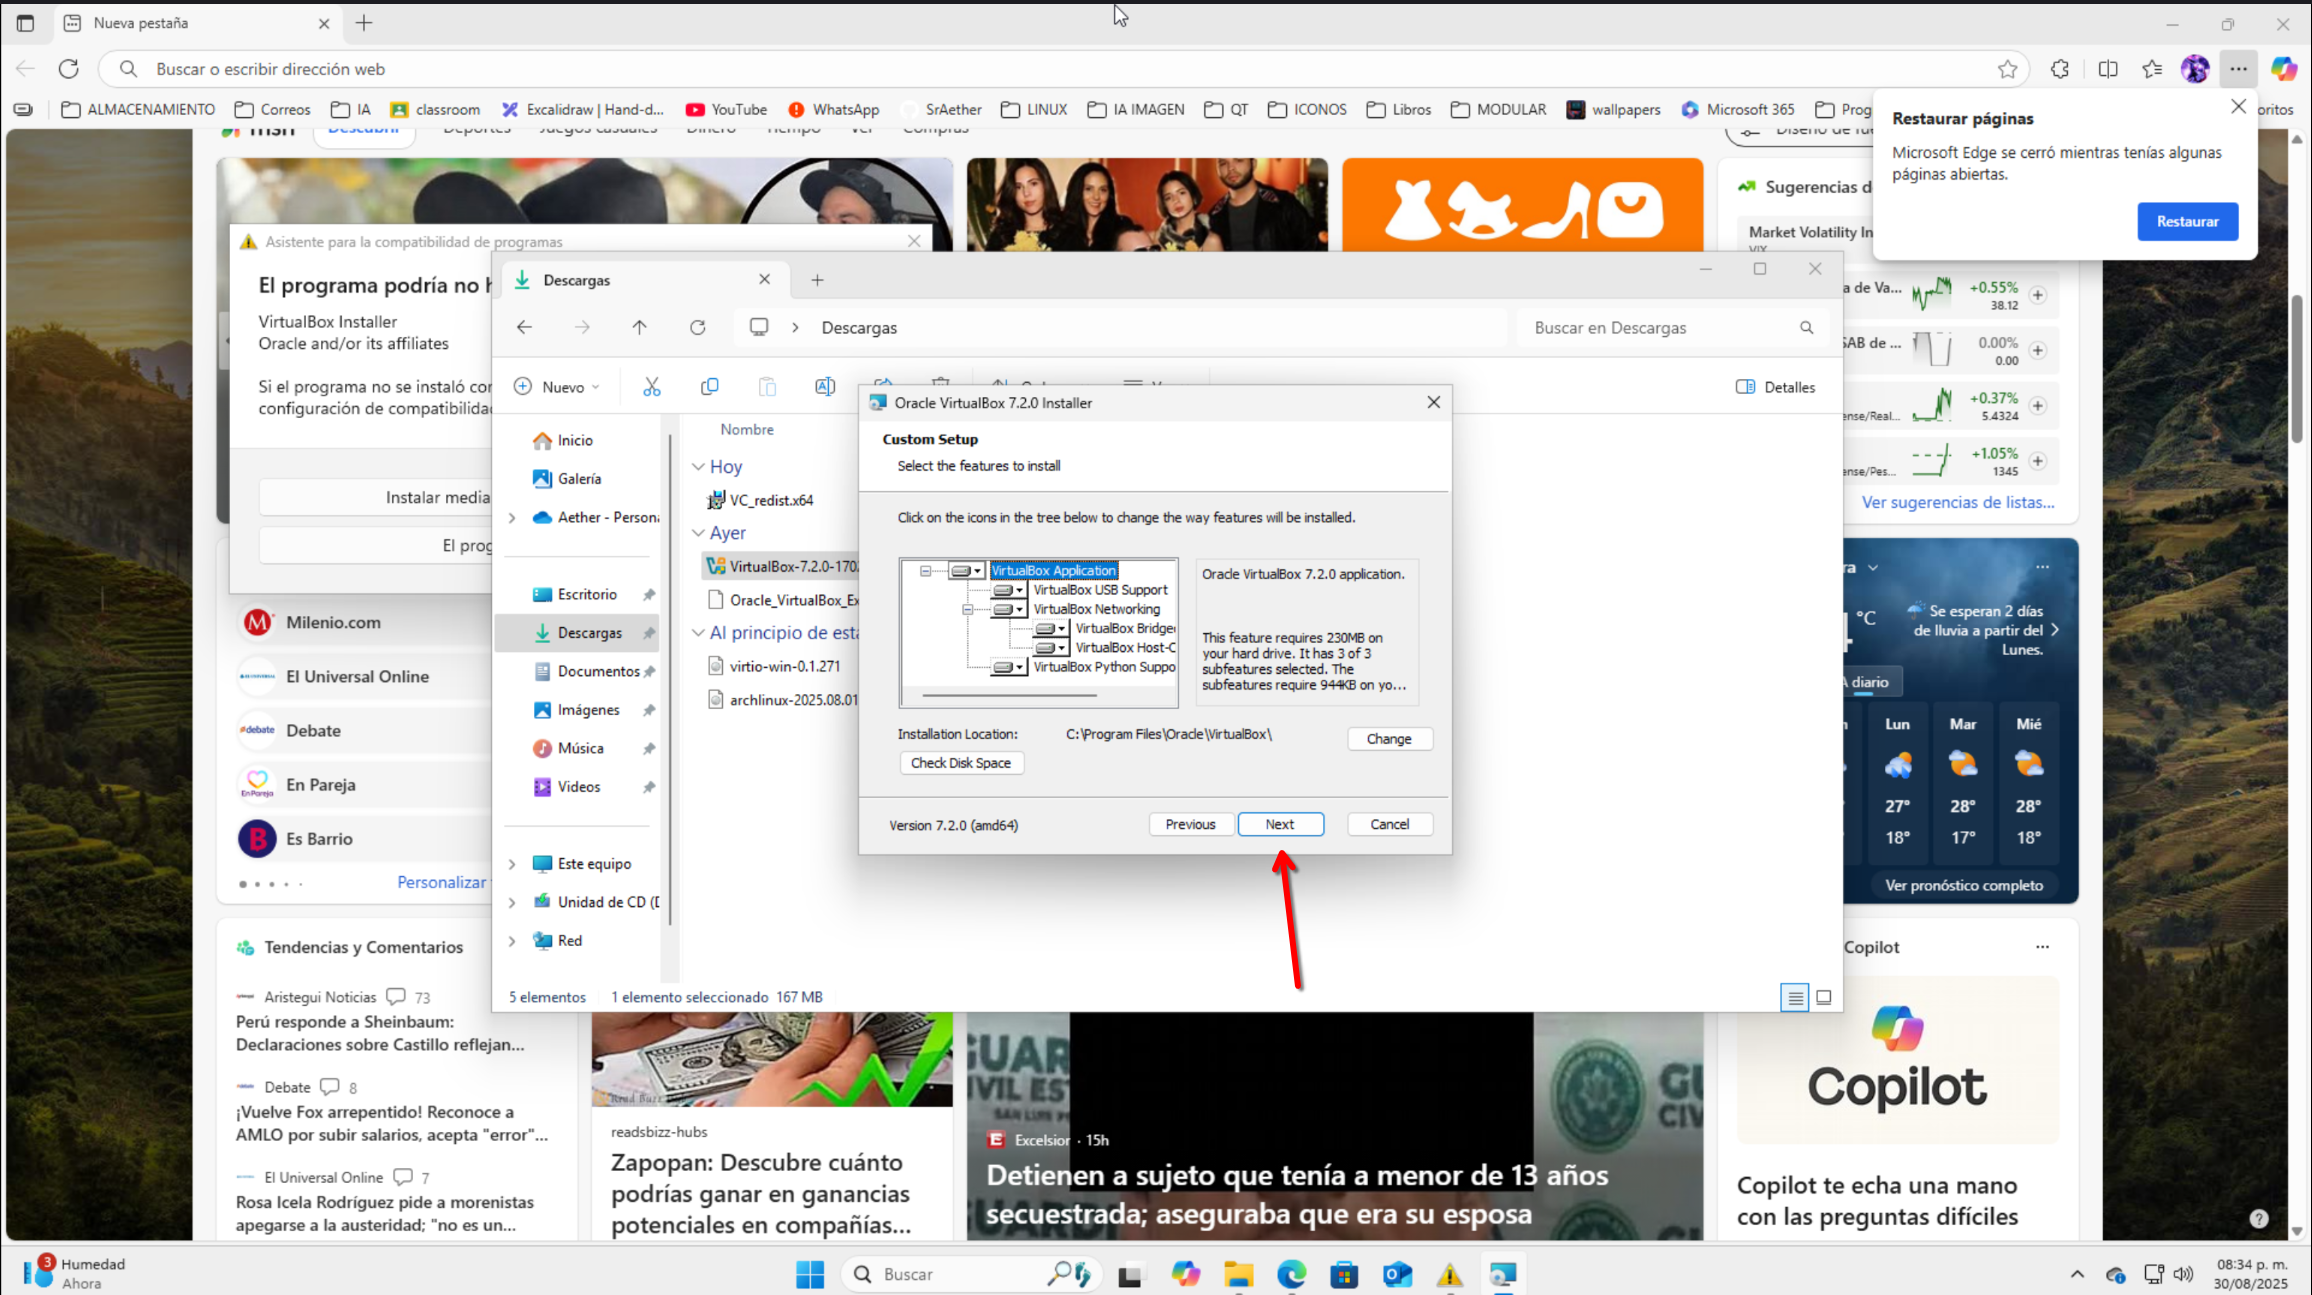 Nueva pestaña
Buscar o escribir dirección web
ALMACENAMIENTO
Correos
IA
classroom
Excalidraw | Hand-d...
YouTube
WhatsApp
SrAether
LINUX
IA IMAGEN
QT
ICONOS
Libros
MODULAR
wallpapers
Microsoft 365
Prog
oritos
Restaurar páginas
Microsoft Edge se cerró mientras tenías algunas
páginas abiertas.
Restaurar
msn
Descubrir
Deportes
Juegos casuales
Dinero
Tiempo
Ver
Compras
Sugerencias d
Market Volatility In
VIX
a de Va...
+0.55%
38.12
SAB de ...
0.00%
0.00
ense/Real...
+0.37%
5.4324
ense/Pes...
+1.05%
1345
Ver sugerencias de listas...
Asistente para la compatibilidad de programas
El programa podría no h
VirtualBox Installer
Oracle and/or its affiliates
Si el programa no se instaló cor
configuración de compatibilidad
Instalar media
El prog
Descargas
Descargas
Buscar en Descargas
Nuevo
Detalles
Inicio
Galería
Aether - Persona
Escritorio
Descargas
Documentos
Imágenes
Música
Videos
Este equipo
Unidad de CD (D
Red
Nombre
Hoy
VC_redist.x64
Ayer
VirtualBox-7.2.0-170
Oracle_VirtualBox_Ex
Al principio de esta
virtio-win-0.1.271
archlinux-2025.08.01
5 elementos
1 elemento seleccionado 167 MB
Oracle VirtualBox 7.2.0 Installer
Custom Setup
Select the features to install
Click on the icons in the tree below to change the way features will be installed.
VirtualBox Application
VirtualBox USB Support
VirtualBox Networking
VirtualBox Bridge
VirtualBox Host-O
VirtualBox Python Suppo
Oracle VirtualBox 7.2.0 application.
This feature requires 230MB on
your hard drive. It has 3 of 3
subfeatures selected. The
subfeatures require 944KB on yo...
Installation Location:
C:\Program Files\Oracle\VirtualBox\
Change
Check Disk Space
Version 7.2.0 (amd64)
Previous
Next
Cancel
Milenio.com
El Universal Online
Debate
En Pareja
Es Barrio
Personalizar
Tendencias y Comentarios
Aristegui Noticias 73
Perú responde a Sheinbaum:
Declaraciones sobre Castillo reflejan...
Debate 8
¡Vuelve Fox arrepentido! Reconoce a
AMLO por subir salarios, acepta "error"...
El Universal Online 7
Rosa Icela Rodríguez pide a morenistas
apegarse a la austeridad; "no es un...
readsbizz-hubs
Zapopan: Descubre cuánto
podrías ganar en ganancias
potenciales en compañías...
Excelsior · 15h
Detienen a sujeto que tenía a menor de 13 años
secuestrada; aseguraba que era su esposa
ra
°C
Se esperan 2 días
de lluvia a partir del
Lunes.
diario
Lun
Mar
Mié
27°
28°
28°
18°
17°
18°
Ver pronóstico completo
Copilot
Copilot
Copilot te echa una mano
con las preguntas difíciles
3
Humedad
Ahora
Buscar
08:34 p. m.
30/08/2025